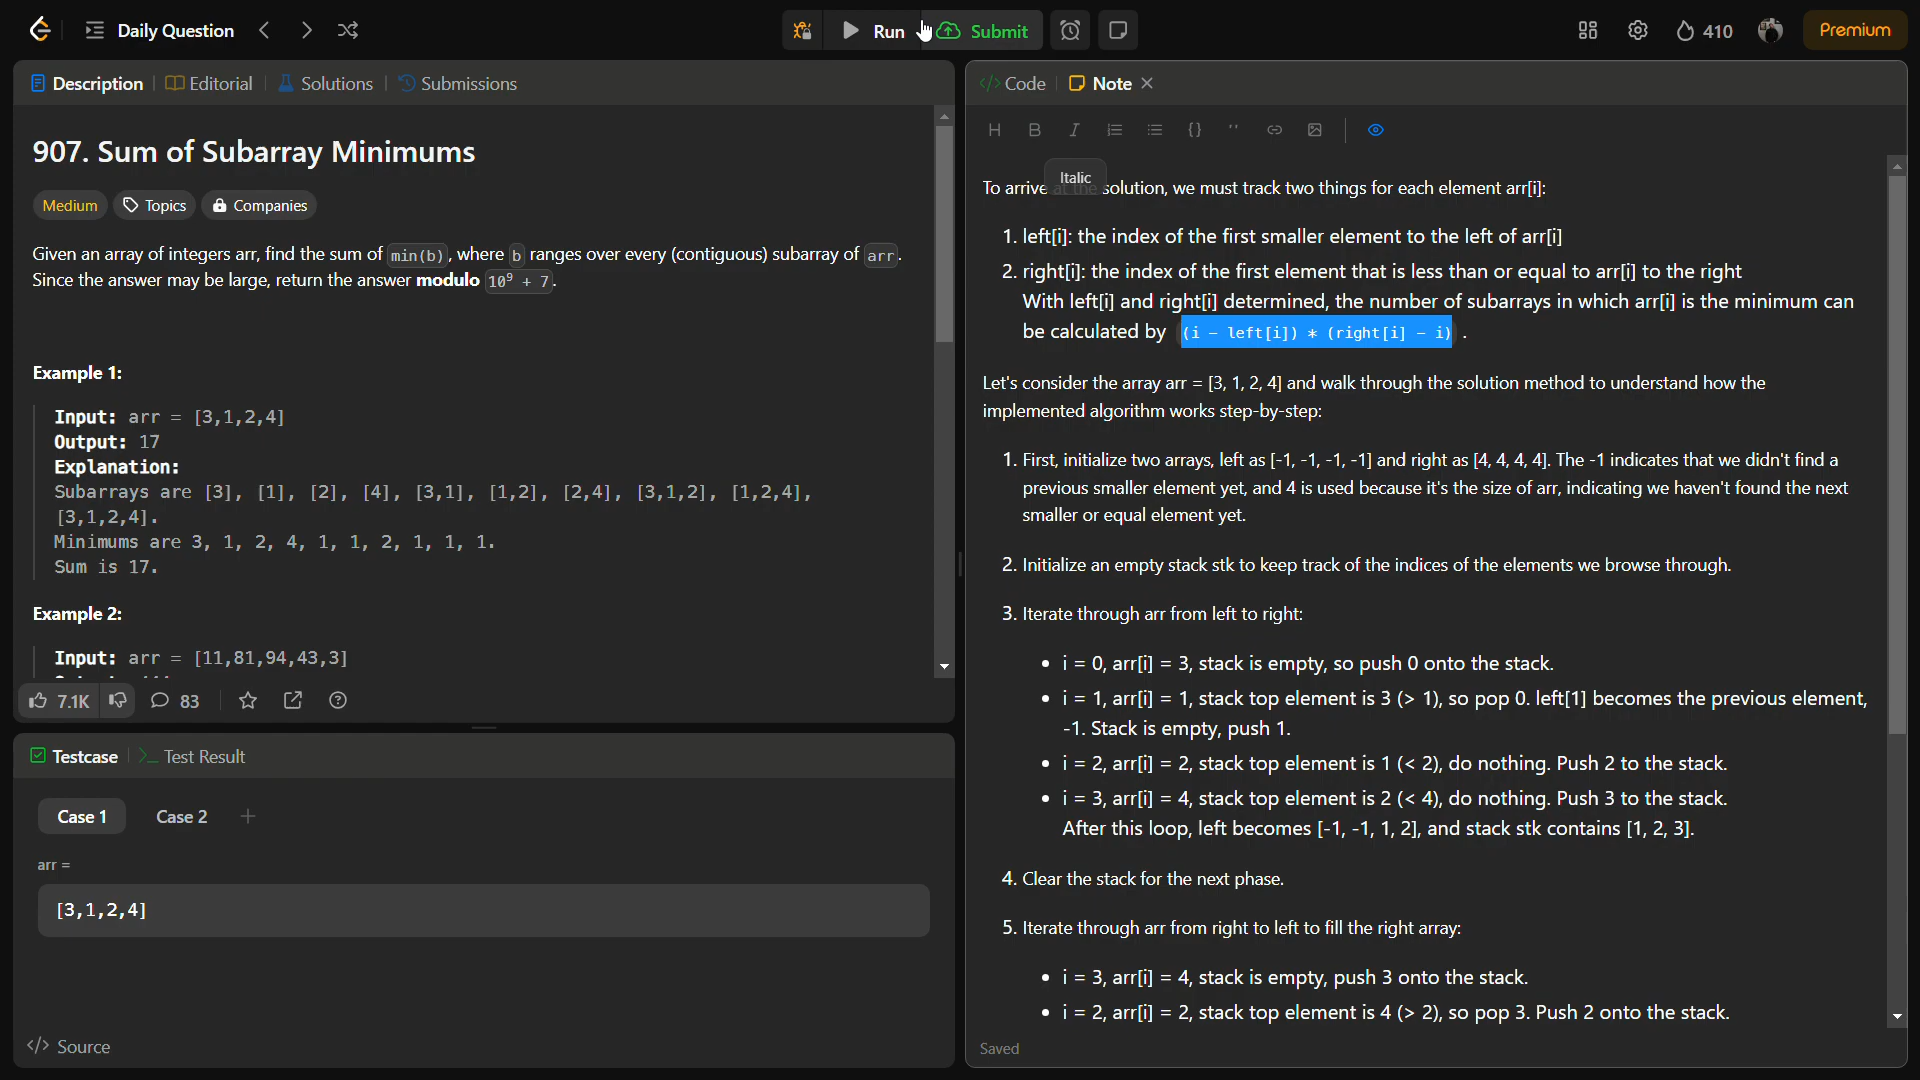 Daily Question
Run
Submit
410
Premium
Description
Editorial
Solutions
Submissions
907. Sum of Subarray Minimums
Medium
Topics
Companies
Given an array of integers arr, find the sum of min(b), where b ranges over every (contiguous) subarray of arr.
Since the answer may be large, return the answer modulo 10⁹ + 7.
Example 1:
Input: arr = [3,1,2,4]
Output: 17
Explanation:
Subarrays are [3], [1], [2], [4], [3,1], [1,2], [2,4], [3,1,2], [1,2,4],
[3,1,2,4].
Minimums are 3, 1, 2, 4, 1, 1, 2, 1, 1, 1.
Sum is 17.
Example 2:
Input: arr = [11,81,94,43,3]
7.1K
83
Testcase
Test Result
Case 1
Case 2
arr =
[3,1,2,4]
Source
Code
Note
H B I {} "
Italic
To arrive at the solution, we must track two things for each element arr[i]:
1. left[i]: the index of the first smaller element to the left of arr[i]
2. right[i]: the index of the first element that is less than or equal to arr[i] to the right
With left[i] and right[i] determined, the number of subarrays in which arr[i] is the minimum can
be calculated by (i - left[i]) * (right[i] - i) .
Let's consider the array arr = [3, 1, 2, 4] and walk through the solution method to understand how the
implemented algorithm works step-by-step:
1. First, initialize two arrays, left as [-1, -1, -1, -1] and right as [4, 4, 4, 4]. The -1 indicates that we didn't find a
previous smaller element yet, and 4 is used because it's the size of arr, indicating we haven't found the next
smaller or equal element yet.
2. Initialize an empty stack stk to keep track of the indices of the elements we browse through.
3. Iterate through arr from left to right:
• i = 0, arr[i] = 3, stack is empty, so push 0 onto the stack.
• i = 1, arr[i] = 1, stack top element is 3 (> 1), so pop 0. left[1] becomes the previous element,
-1. Stack is empty, push 1.
• i = 2, arr[i] = 2, stack top element is 1 (< 2), do nothing. Push 2 to the stack.
• i = 3, arr[i] = 4, stack top element is 2 (< 4), do nothing. Push 3 to the stack.
After this loop, left becomes [-1, -1, 1, 2], and stack stk contains [1, 2, 3].
4. Clear the stack for the next phase.
5. Iterate through arr from right to left to fill the right array:
• i = 3, arr[i] = 4, stack is empty, push 3 onto the stack.
• i = 2, arr[i] = 2, stack top element is 4 (> 2), so pop 3. Push 2 onto the stack.
Saved